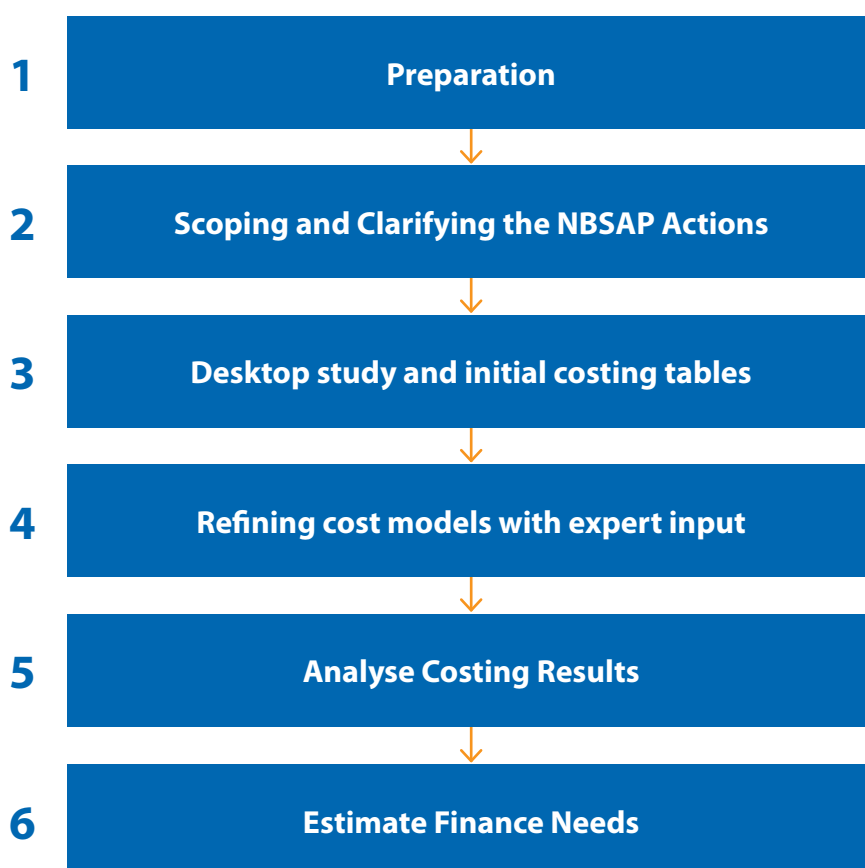 1
Preparation
2
Scoping and Clarifying the NBSAP Actions
3
Desktop study and initial costing tables
4
Refining cost models with expert input
5
Analyse Costing Results
6
Estimate Finance Needs